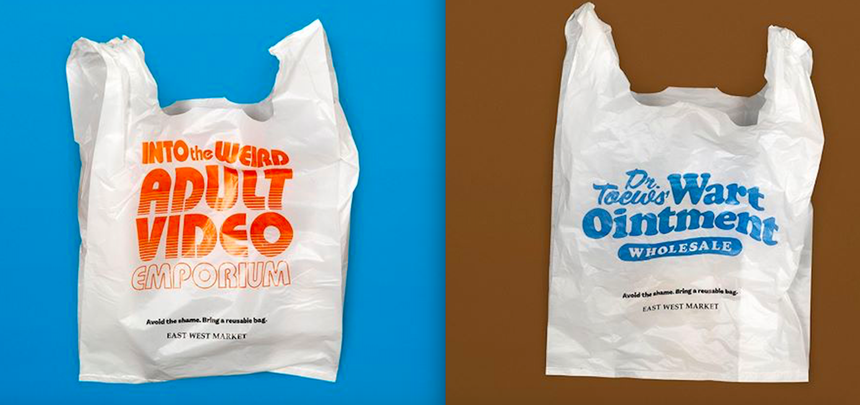 INTO the WEIRD
ADULT
VIDEO
EMPORIUM
Avoid the shame. Bring a reusable bag.
EAST WEST MARKET
Dr.
Toews' Wart
Ointment
WHOLESALE
Avoid the shame. Bring a reusable bag.
EAST WEST MARKET